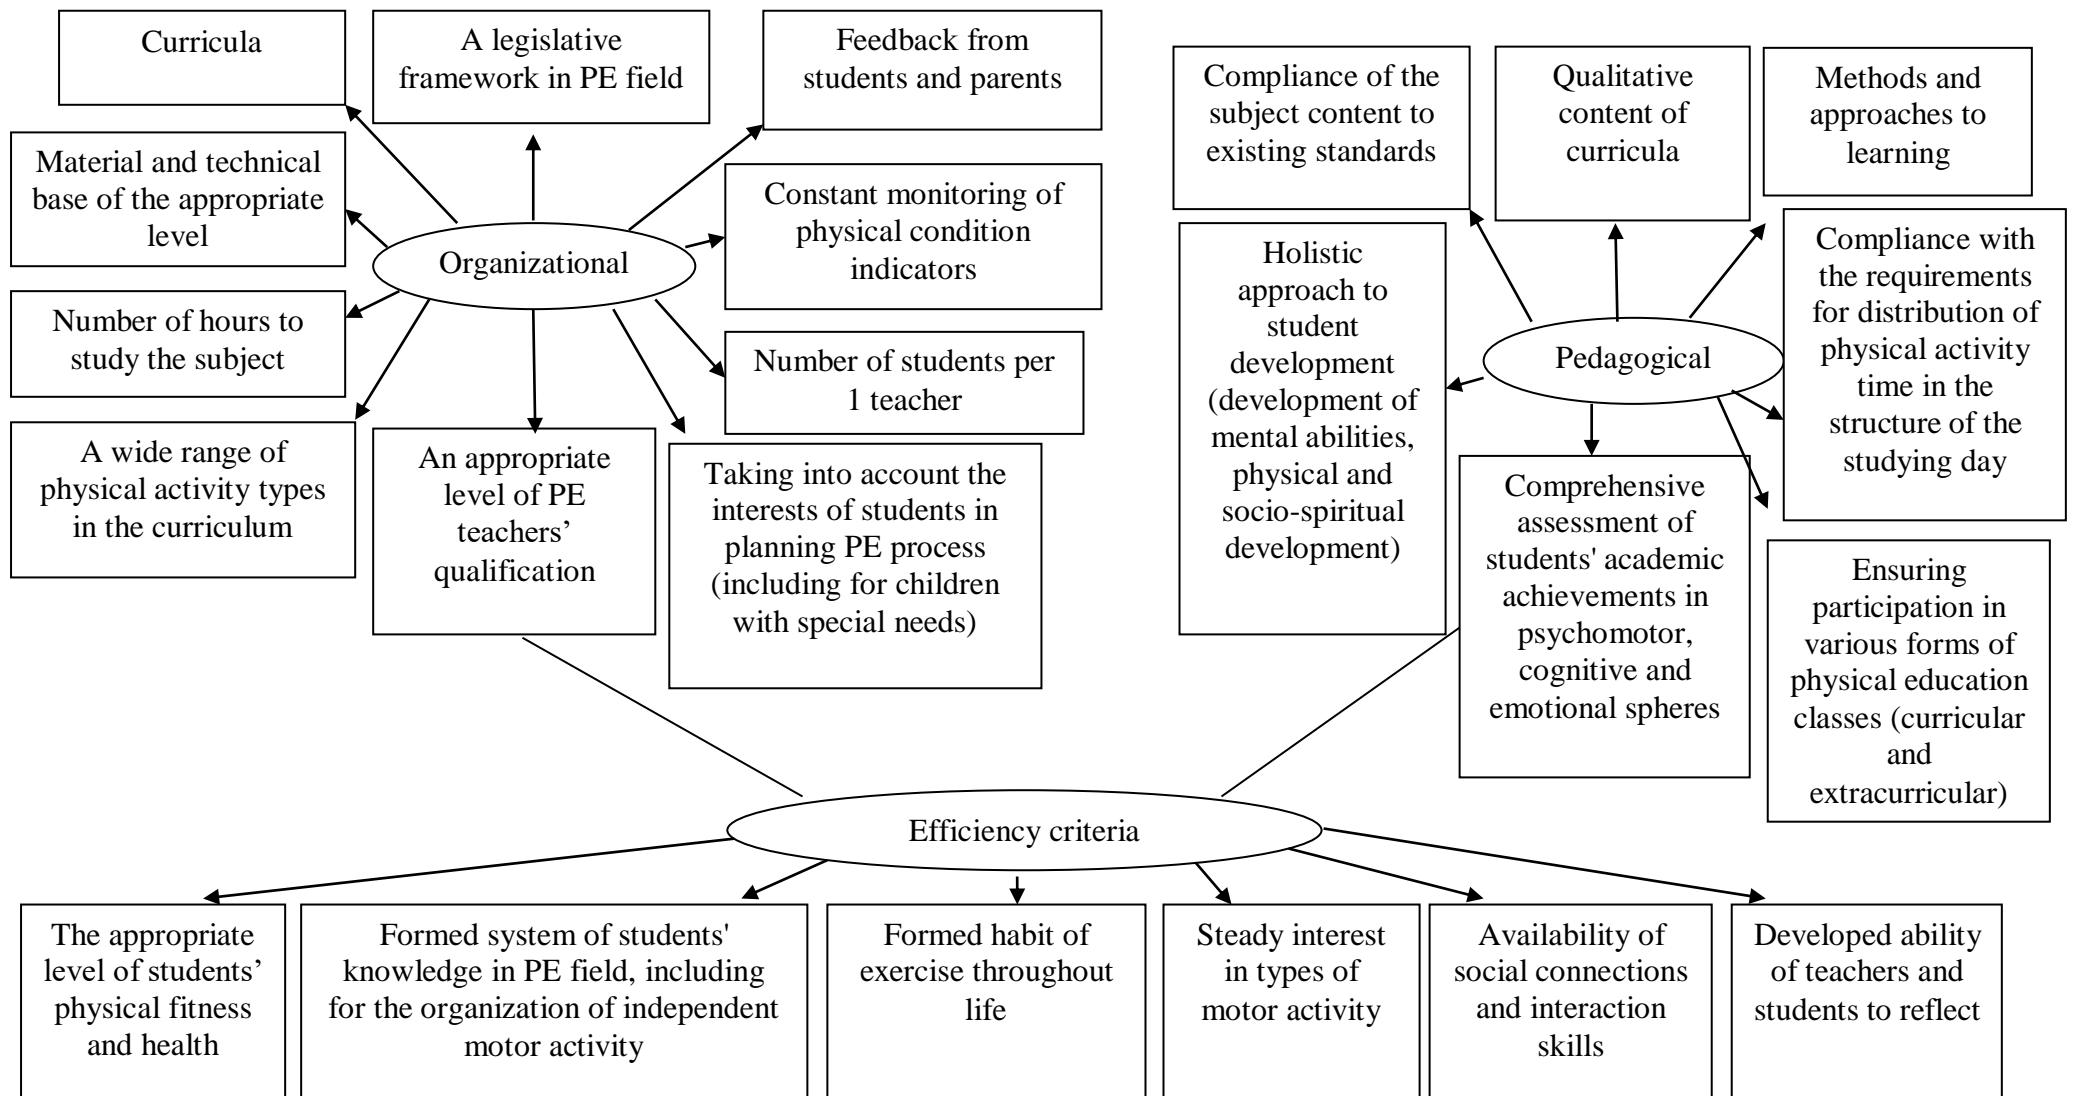 Curricula
A legislative
framework in PE field
Feedback from
students and parents
Material and technical
base of the appropriate
level
Constant monitoring of
physical condition
indicators
Organizational
Number of hours to
study the subject
Number of students per
1 teacher
A wide range of
physical activity types
in the curriculum
An appropriate
level of PE
teachers’
qualification
Taking into account the
interests of students in
planning PE process
(including for children
with special needs)
Compliance of the
subject content to
existing standards
Qualitative
content of
curricula
Methods and
approaches to
learning
Holistic
approach to
student
development
(development of
mental abilities,
physical and
socio-spiritual
development)
Pedagogical
Compliance with
the requirements
for distribution of
physical activity
time in the
structure of the
studying day
Comprehensive
assessment of
students' academic
achievements in
psychomotor,
cognitive and
emotional spheres
Ensuring
participation in
various forms of
physical education
classes (curricular
and
extracurricular)
Efficiency criteria
The appropriate
level of students’
physical fitness
and health
Formed system of students'
knowledge in PE field, including
for the organization of independent
motor activity
Formed habit of
exercise throughout
life
Steady interest
in types of
motor activity
Availability of
social connections
and interaction
skills
Developed ability
of teachers and
students to reflect